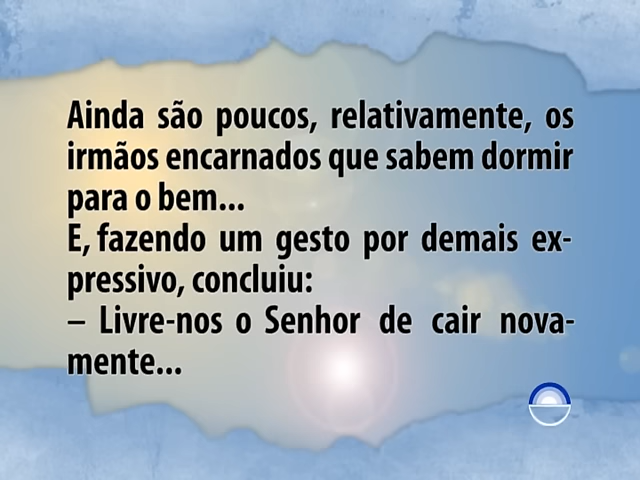 Ainda são poucos, relativamente, os
irmãos encarnados que sabem dormir
para o bem...
E, fazendo um gesto por demais ex-
pressivo, concluiu:
– Livre-nos o Senhor de cair nova-
mente...